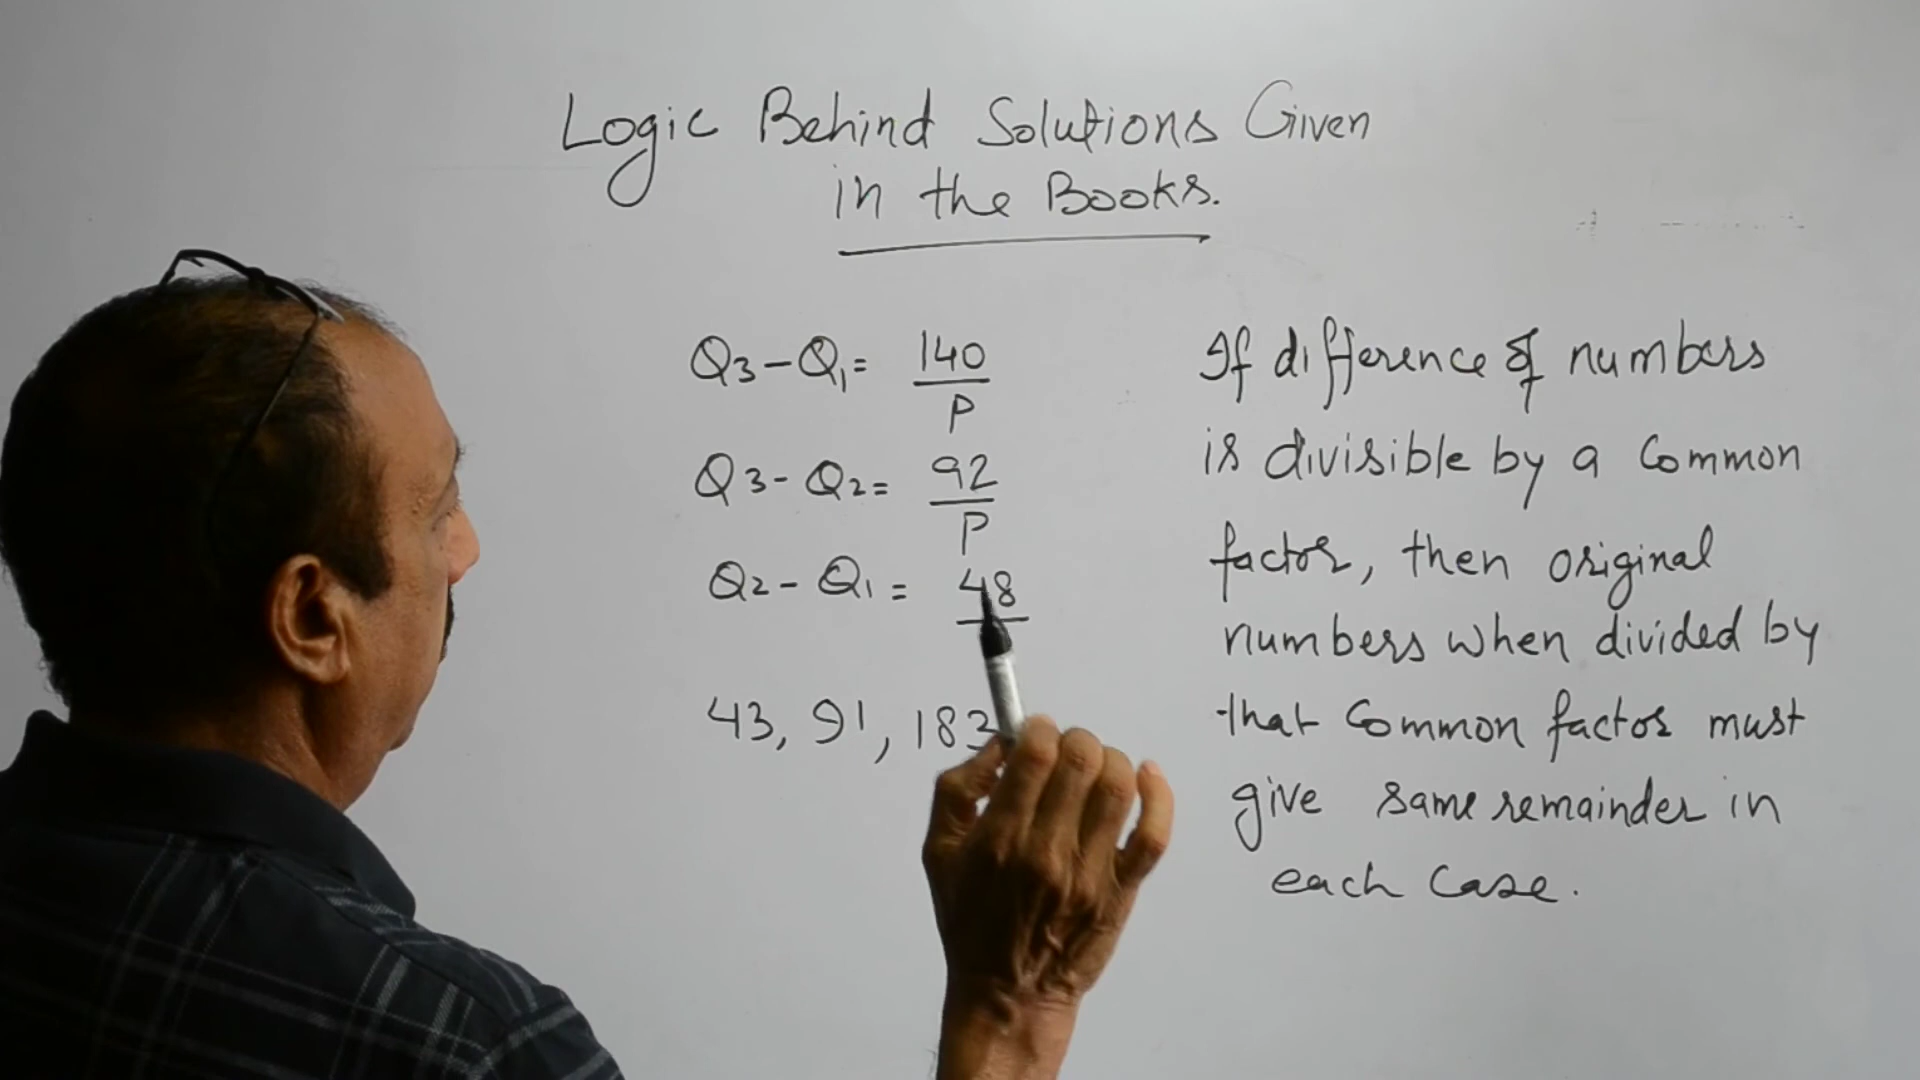 Logic Behind Solutions Given
in the Books.
Q3-Q1= 140
P
Q3-Q2= 92
P
Q2-Q1= 48
43, 91, 183
If difference of numbers
is divisible by a Common
factor, then original
numbers when divided by
that Common factor must
give same remainder in
each Case.